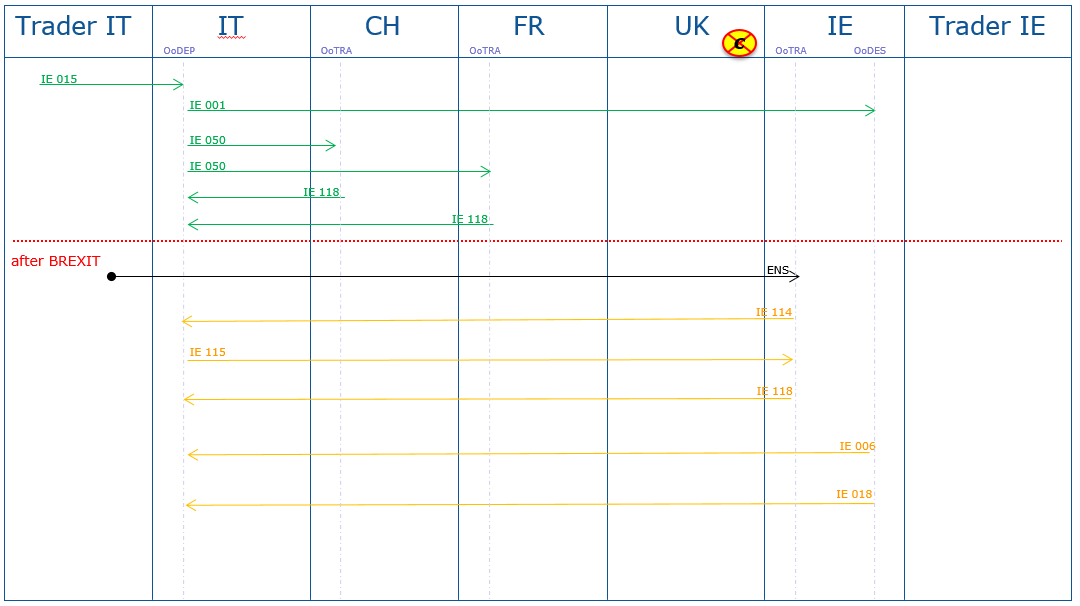 Trader IT
IT
CH
FR
UK
IE
Trader IE
OoDEP
OoTRA
OoTRA
C
OoTRA
OoDES
IE 015
IE 001
IE 050
IE 050
IE 118
IE 118
after BREXIT
ENS
IE 114
IE 115
IE 118
IE 006
IE 018